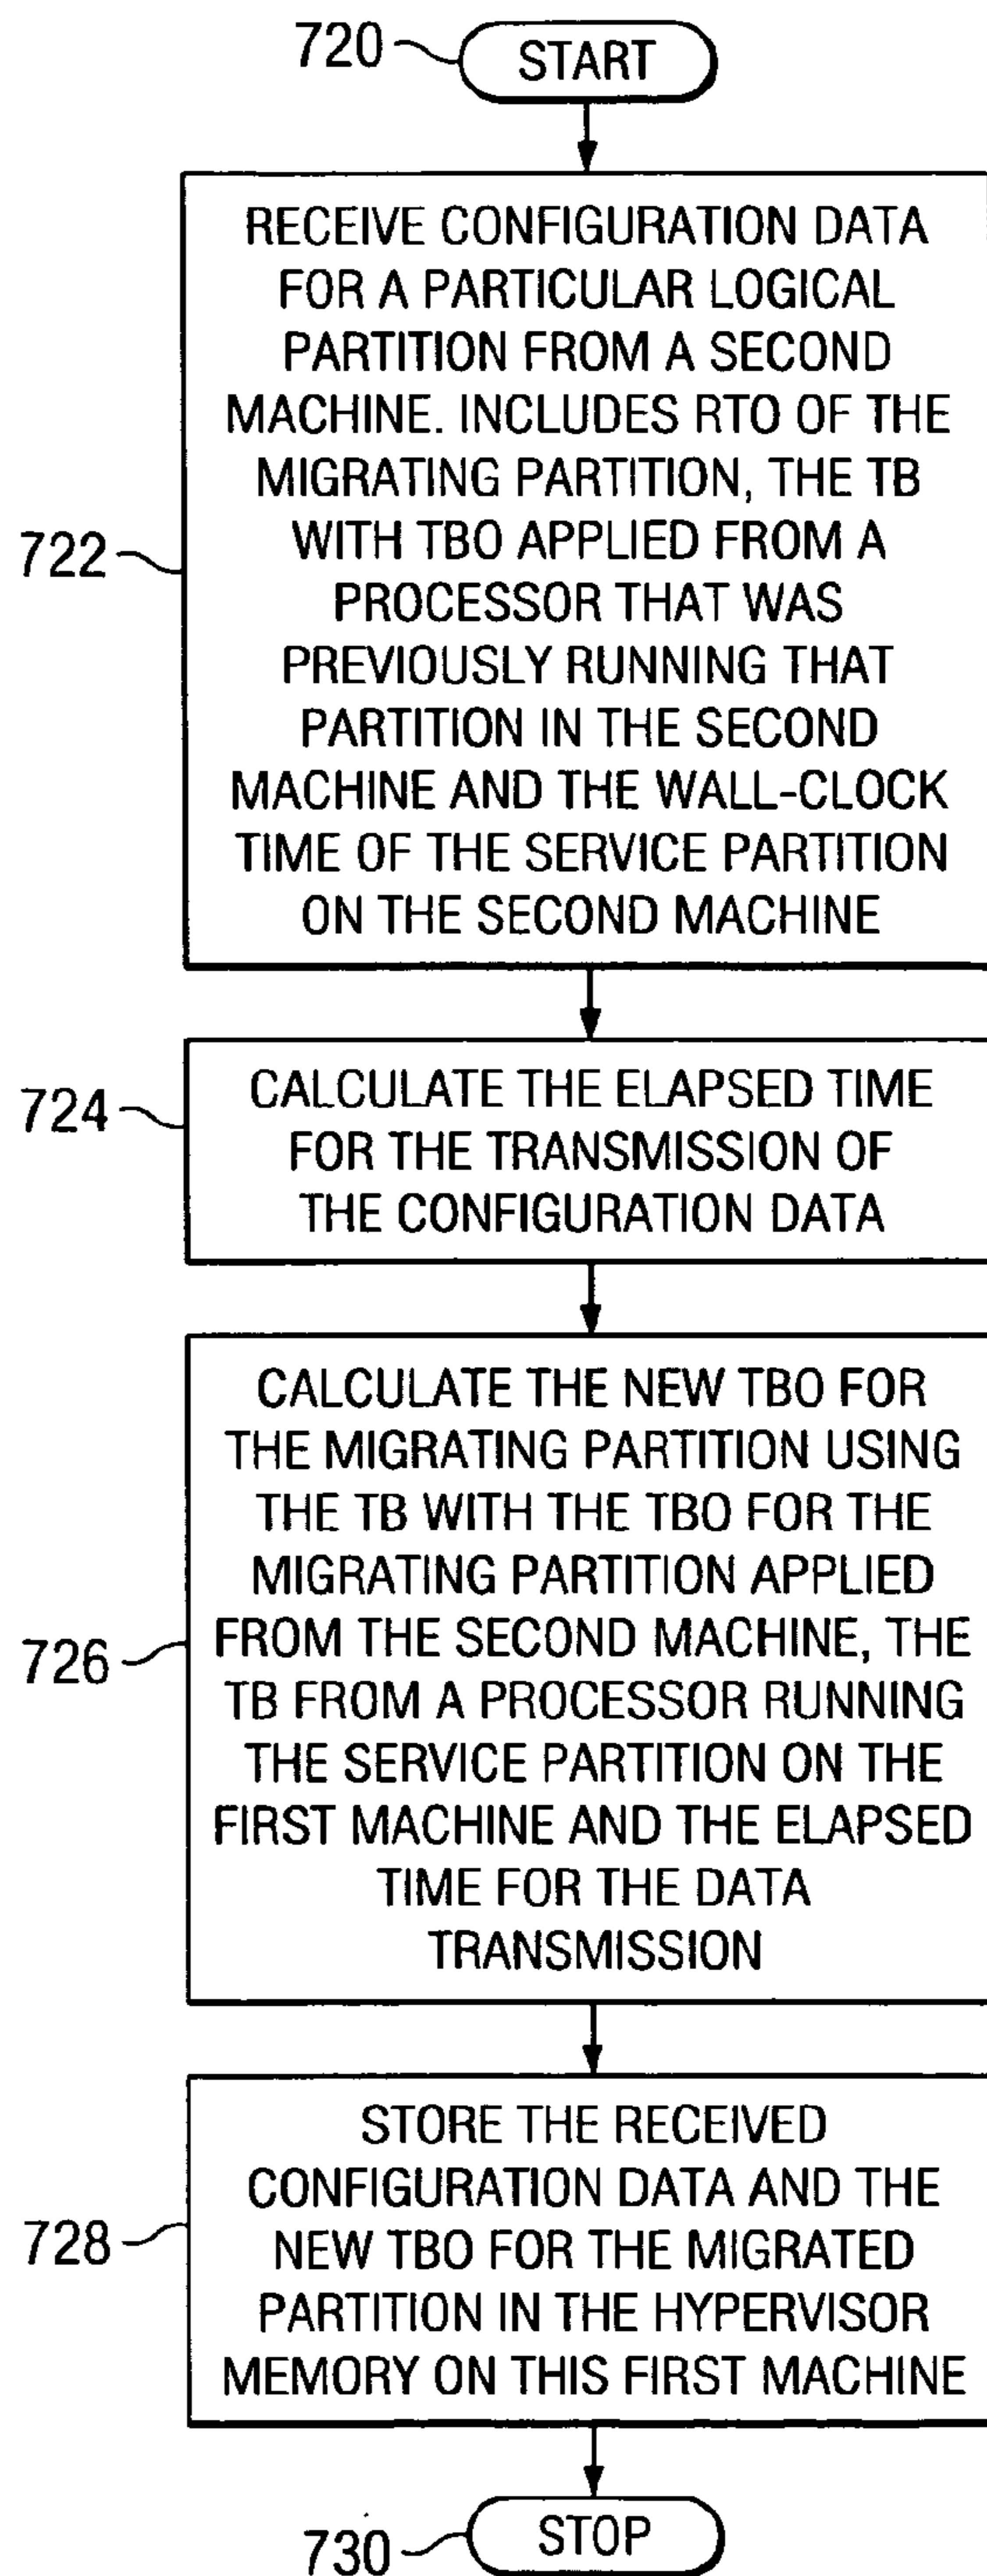 720
START
RECEIVE CONFIGURATION DATA
FOR A PARTICULAR LOGICAL
PARTITION FROM A SECOND
MACHINE. INCLUDES RTO OF THE
MIGRATING PARTITION, THE TB
WITH TBO APPLIED FROM A
722
PROCESSOR THAT WAS
PREVIOUSLY RUNNING THAT
PARTITION IN THE SECOND
MACHINE AND THE WALL-CLOCK
TIME OF THE SERVICE PARTITION
ON THE SECOND MACHINE
724
CALCULATE THE ELAPSED TIME
FOR THE TRANSMISSION OF
THE CONFIGURATION DATA
CALCULATE THE NEW TBO FOR
THE MIGRATING PARTITION USING
THE TB WITH THE TBO FOR THE
MIGRATING PARTITION APPLIED
FROM THE SECOND MACHINE, THE
726
TB FROM A PROCESSOR RUNNING
THE SERVICE PARTITION ON THE
FIRST MACHINE AND THE ELAPSED
TIME FOR THE DATA
TRANSMISSION
STORE THE RECEIVED
CONFIGURATION DATA AND THE
728
NEW TBO FOR THE MIGRATED
PARTITION IN THE HYPERVISOR
MEMORY ON THIS FIRST MACHINE
730
STOP